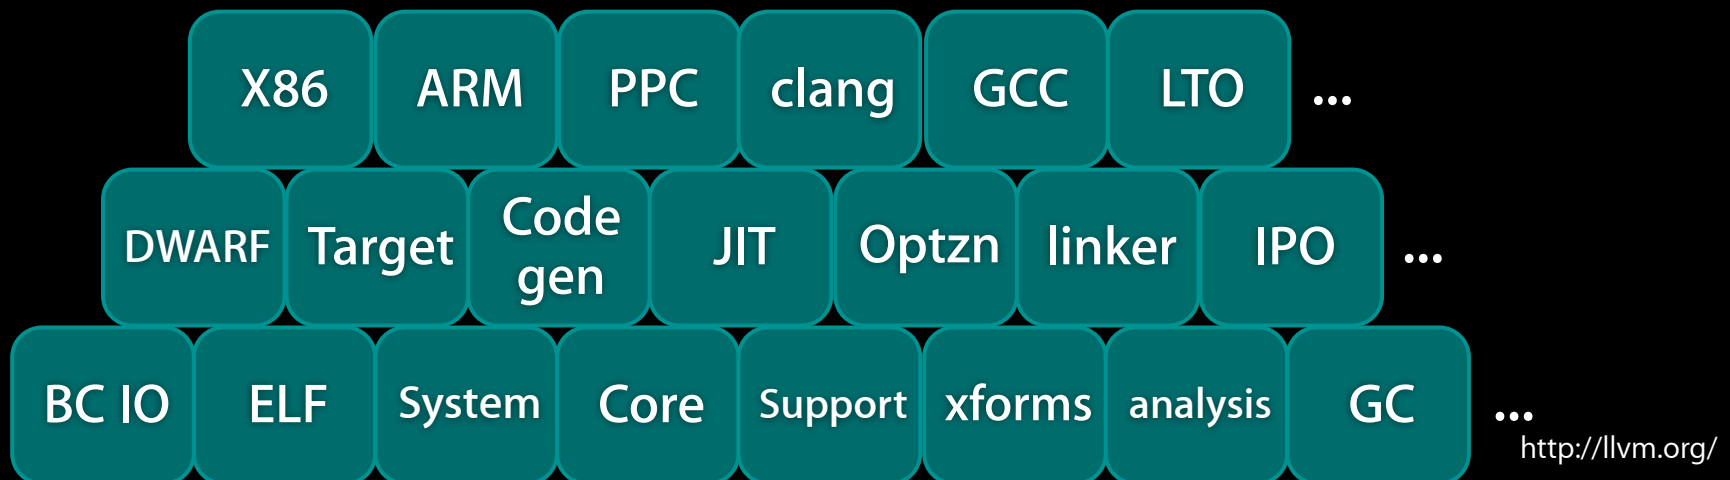 X86 ARM PPC clang GCC LTO ...
DWARF Target Code gen JIT Optzn linker IPO ...
BC IO ELF System Core Support xforms analysis GC ...
http://llvm.org/